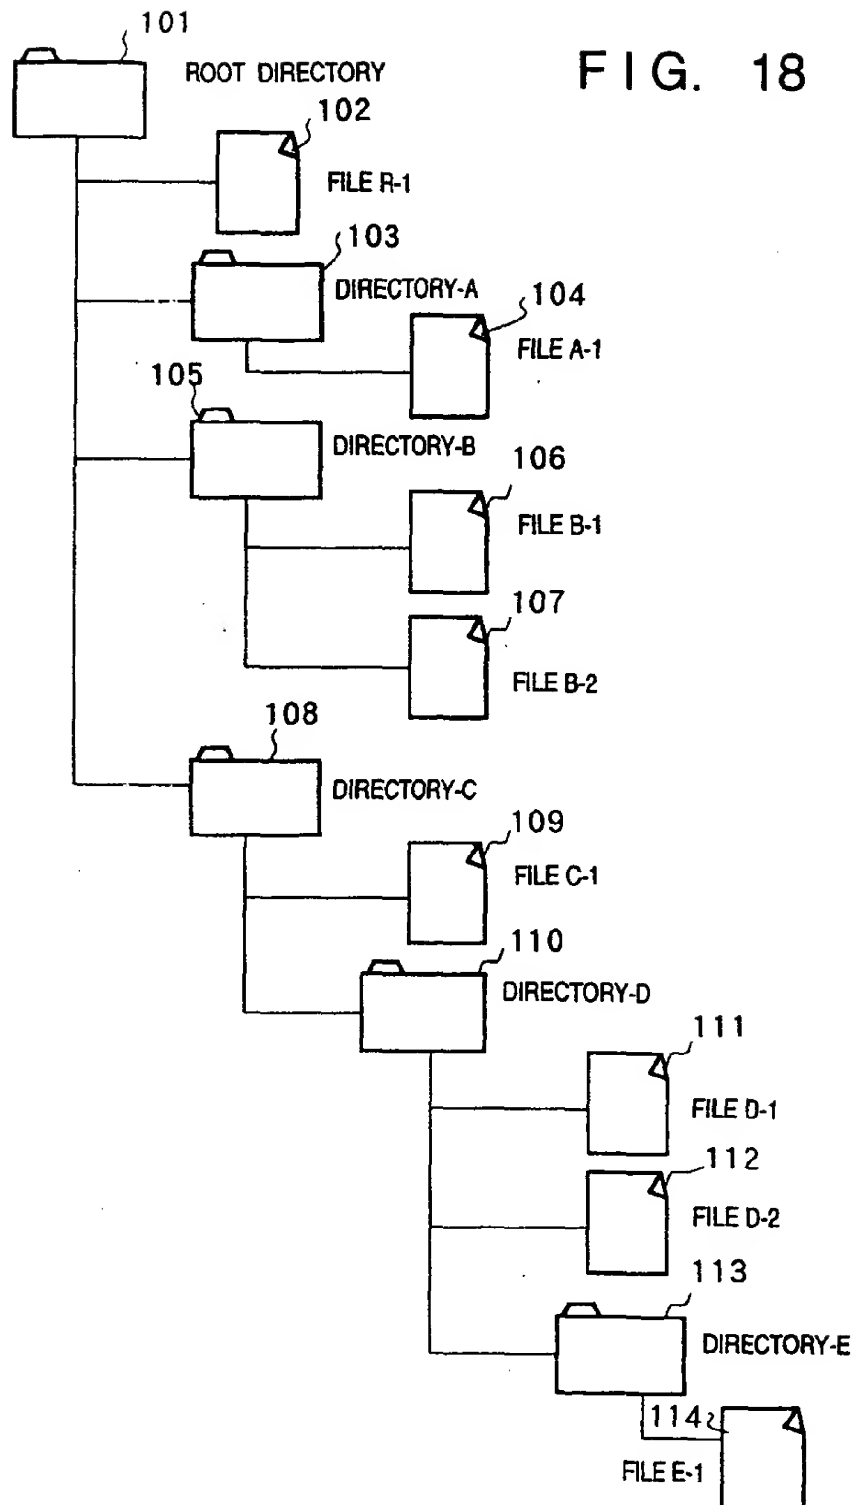 101
FIG. 18
ROOT DIRECTORY
102
FILE R-1
103
DIRECTORY-A
104
FILE A-1
105
DIRECTORY-B
106
FILE B-1
107
FILE B-2
108
DIRECTORY-C
109
FILE C-1
110
DIRECTORY-D
111
FILE D-1
112
FILE D-2
113
DIRECTORY-E
114
FILE E-1